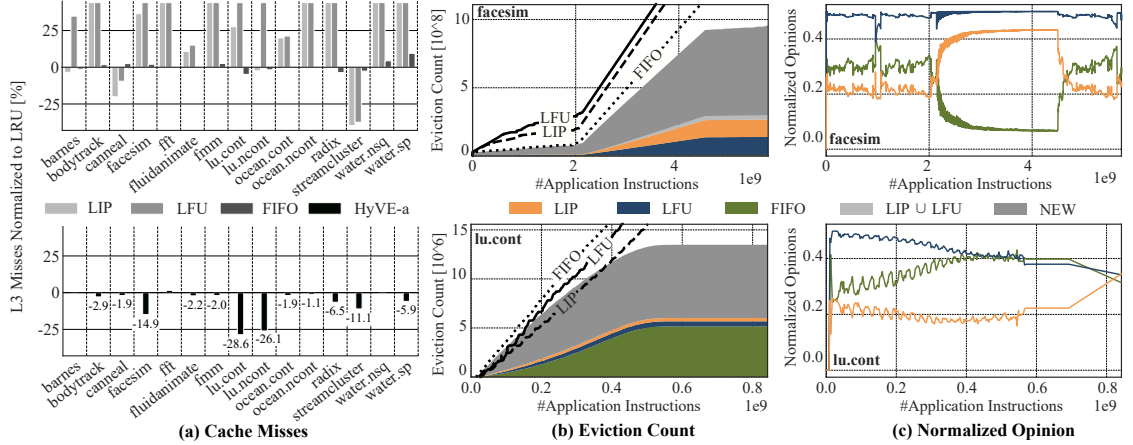 L3 Misses Normalized to LRU [%]
25
0
-25
barnes
bodytrack
canneal
facesim
fft
fluidanimate
fmm
lu.cont
lu.ncont
ocean.cont
ocean.ncont
radix
streamcluster
water.nsq
water.sp
LIP
LFU
FIFO
HyVE-a
25
0
-25
-2.9
-1.9
-14.9
-2.2
-2.0
-28.6
-26.1
-1.9
-1.1
-6.5
-11.1
-5.9
barnes
bodytrack
canneal
facesim
fft
fluidanimate
fmm
lu.cont
lu.ncont
ocean.cont
ocean.ncont
radix
streamcluster
water.nsq
water.sp
(a) Cache Misses
Eviction Count [10^8]
facesim
10
5
0
LFU
LIP
FIFO
0 2 4
1e9
#Application Instructions
Normalized Opinions
0.4
0.2
0.0
facesim
0 2 4
1e9
#Application Instructions
LIP
LFU
FIFO
LIP ∪ LFU
NEW
Eviction Count [10^6]
lu.cont
15
10
5
0
FIFO
LFU
LIP
0.0 0.2 0.4 0.6 0.8
1e9
#Application Instructions
(b) Eviction Count
Normalized Opinions
0.4
0.2
0.0
lu.cont
0.0 0.2 0.4 0.6 0.8
1e9
#Application Instructions
(c) Normalized Opinion